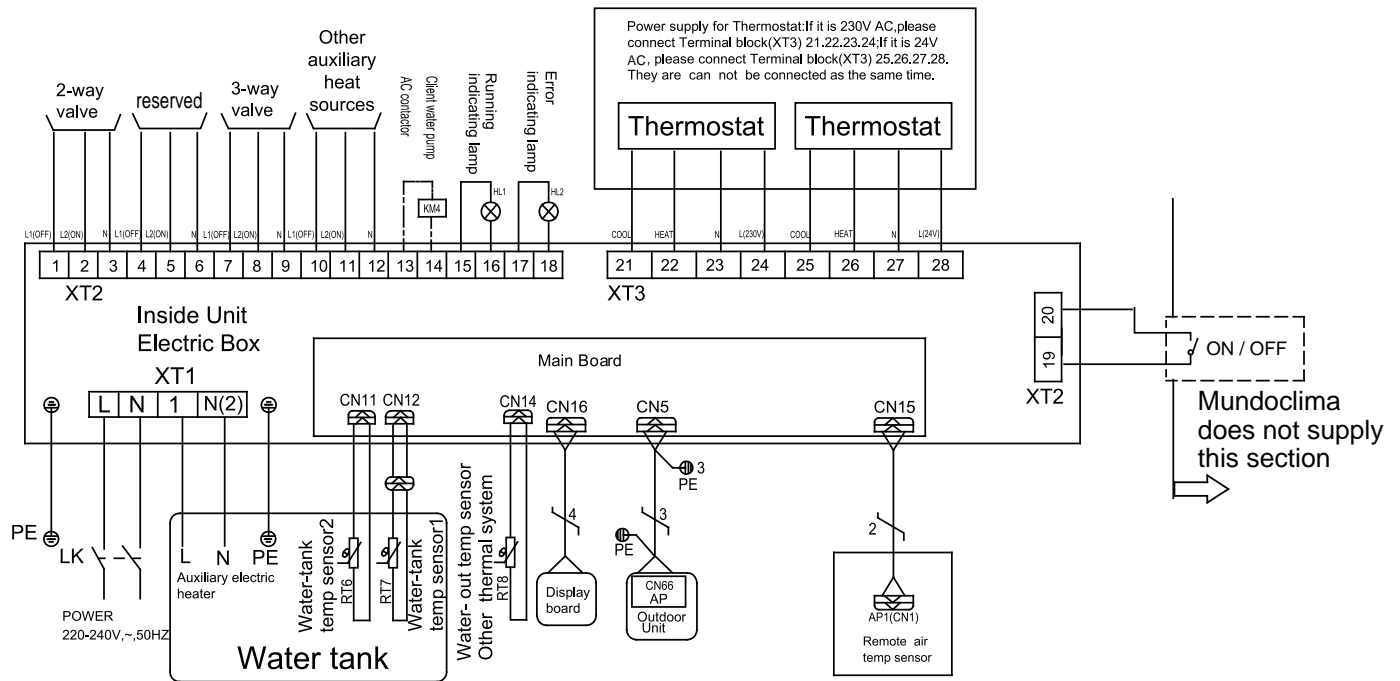 Power supply for Thermostat:If it is 230V AC,please
connect Terminal block(XT3) 21.22.23.24;If it is 24V
AC, please connect Terminal block(XT3) 25.26.27.28.
They are can not be connected as the same time.
2-way
valve
reserved
3-way
valve
Other
auxiliary
heat
sources
AC contactor
Client water pump
Running
indicating lamp
Error
indicating lamp
Thermostat
Thermostat
KM4
HL1
HL2
L1(OFF) L2(ON) N L1(OFF) L2(ON) N L1(OFF) L2(ON) N L1(OFF) L2(ON) N
COOL HEAT N L(230V) COOL HEAT N L(24V)
1 2 3 4 5 6 7 8 9 10 11 12 13 14 15 16 17 18
21 22 23 24 25 26 27 28
XT2
XT3
20
19
XT2
ON / OFF
Mundoclima
does not supply
this section
Inside Unit
Electric Box
XT1
L N 1 N(2)
Main Board
CN11 CN12 CN14 CN16 CN5 CN15
3
PE
4
3
2
PE
PE
LK
L N PE
Auxiliary electric
heater
POWER
220-240V,~,50HZ
Water-tank
temp sensor2
RT6
RT7
Water-tank
temp sensor1
Water- out temp sensor
Other thermal system
RT8
Display
board
CN66
AP
Outdoor
Unit
AP1(CN1)
Remote air
temp sensor
Water tank